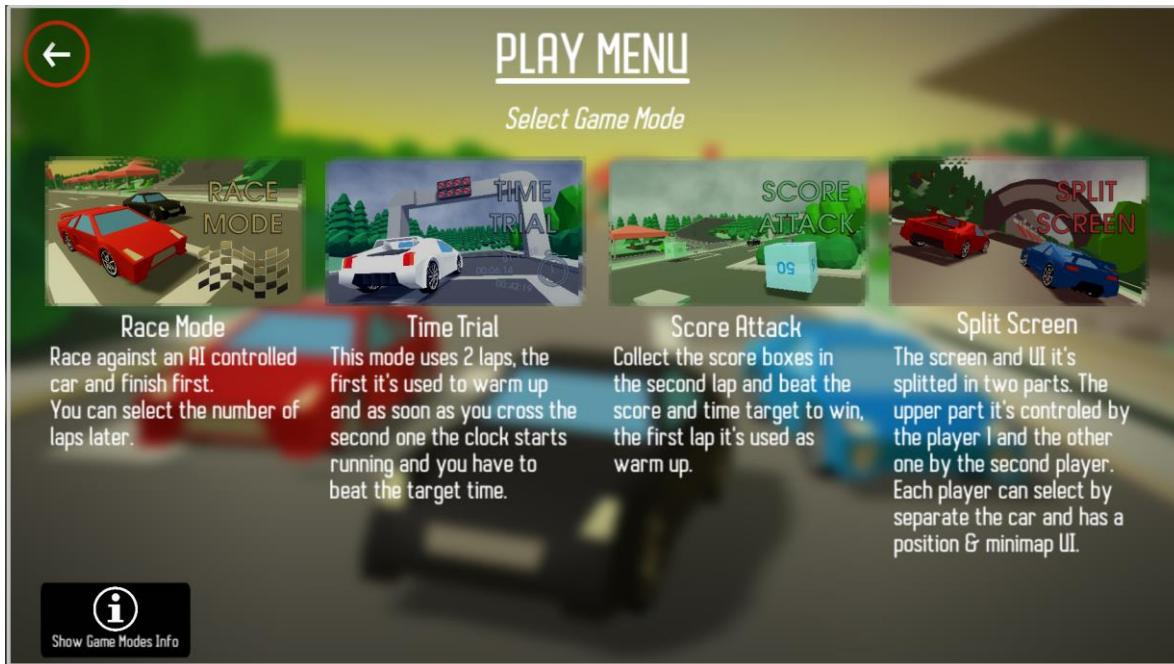 PLAY MENU
Select Game Mode
RACE
MODE
TIME
TRIAL
00:06:14
00:42:19
SCORE
ATTACK
50
SPLIT
SCREEN
Race Mode
Race against an AI controlled
car and finish first.
You can select the number of
laps later.
Time Trial
This mode uses 2 laps, the
first it's used to warm up
and as soon as you cross the
second one the clock starts
running and you have to
beat the target time.
Score Attack
Collect the score boxes in
the second lap and beat the
score and time target to win,
the first lap it's used as
warm up.
Split Screen
The screen and UI it's
splitted in two parts. The
upper part it's controled by
the player 1 and the other
one by the second player.
Each player can select by
separate the car and has a
position & minimap UI.
Show Game Modes Info